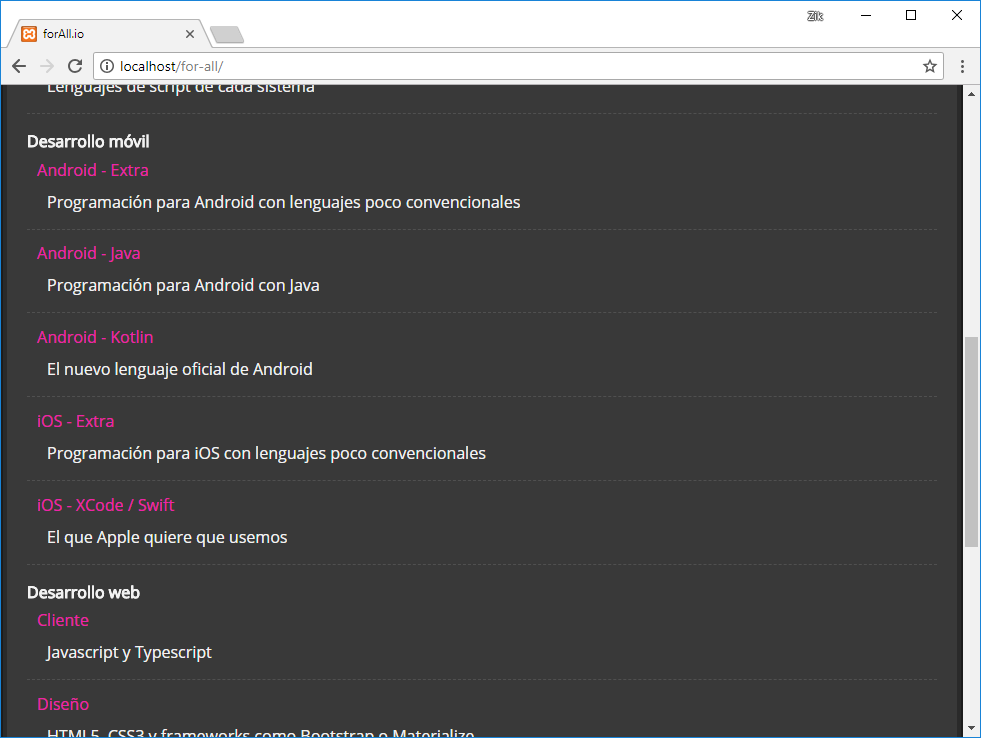 Zik
forAll.io
localhost/for-all/
Lenguajes de script de cada sistema
Desarrollo móvil
Android - Extra
Programación para Android con lenguajes poco convencionales
Android - Java
Programación para Android con Java
Android - Kotlin
El nuevo lenguaje oficial de Android
iOS - Extra
Programación para iOS con lenguajes poco convencionales
iOS - XCode / Swift
El que Apple quiere que usemos
Desarrollo web
Cliente
Javascript y Typescript
Diseño
HTML5, CSS3 y frameworks como Bootstrap o Materialize